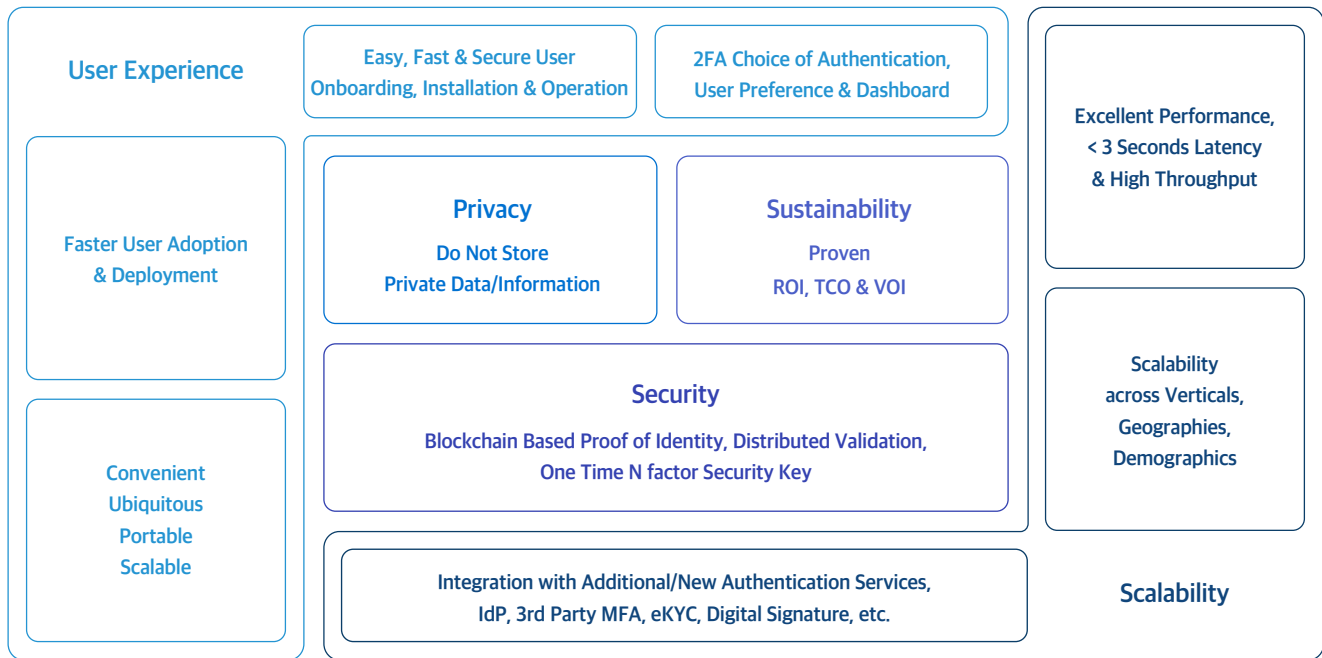 User Experience
Easy, Fast & Secure User
Onboarding, Installation & Operation
2FA Choice of Authentication,
User Preference & Dashboard
Faster User Adoption
& Deployment
Convenient
Ubiquitous
Portable
Scalable
Privacy
Do Not Store
Private Data/Information
Sustainability
Proven
ROI, TCO & VOI
Security
Blockchain Based Proof of Identity, Distributed Validation,
One Time N factor Security Key
Excellent Performance,
< 3 Seconds Latency
& High Throughput
Scalability
across Verticals,
Geographies,
Demographics
Integration with Additional/New Authentication Services,
IdP, 3rd Party MFA, eKYC, Digital Signature, etc.
Scalability